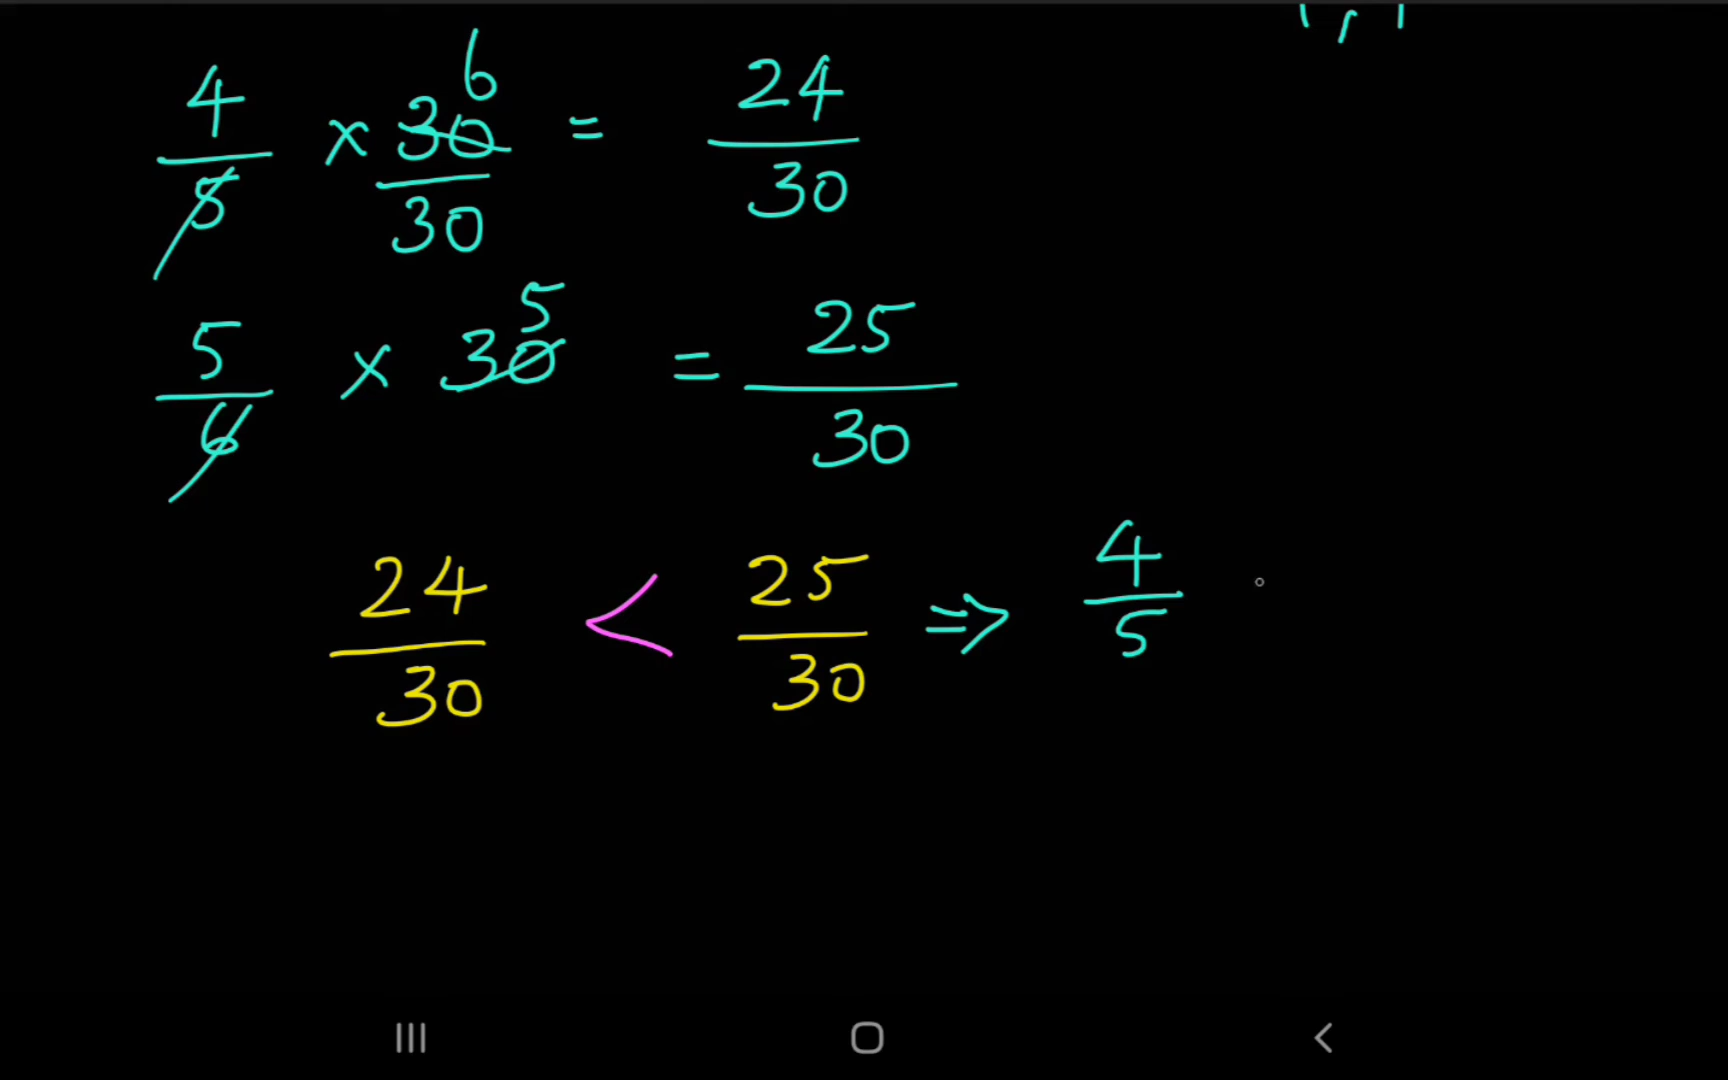 4/5 × 30/30 6 = 24/30
5/6 × 30 5 = 25/30
24/30 < 25/30 ⇒ 4/5